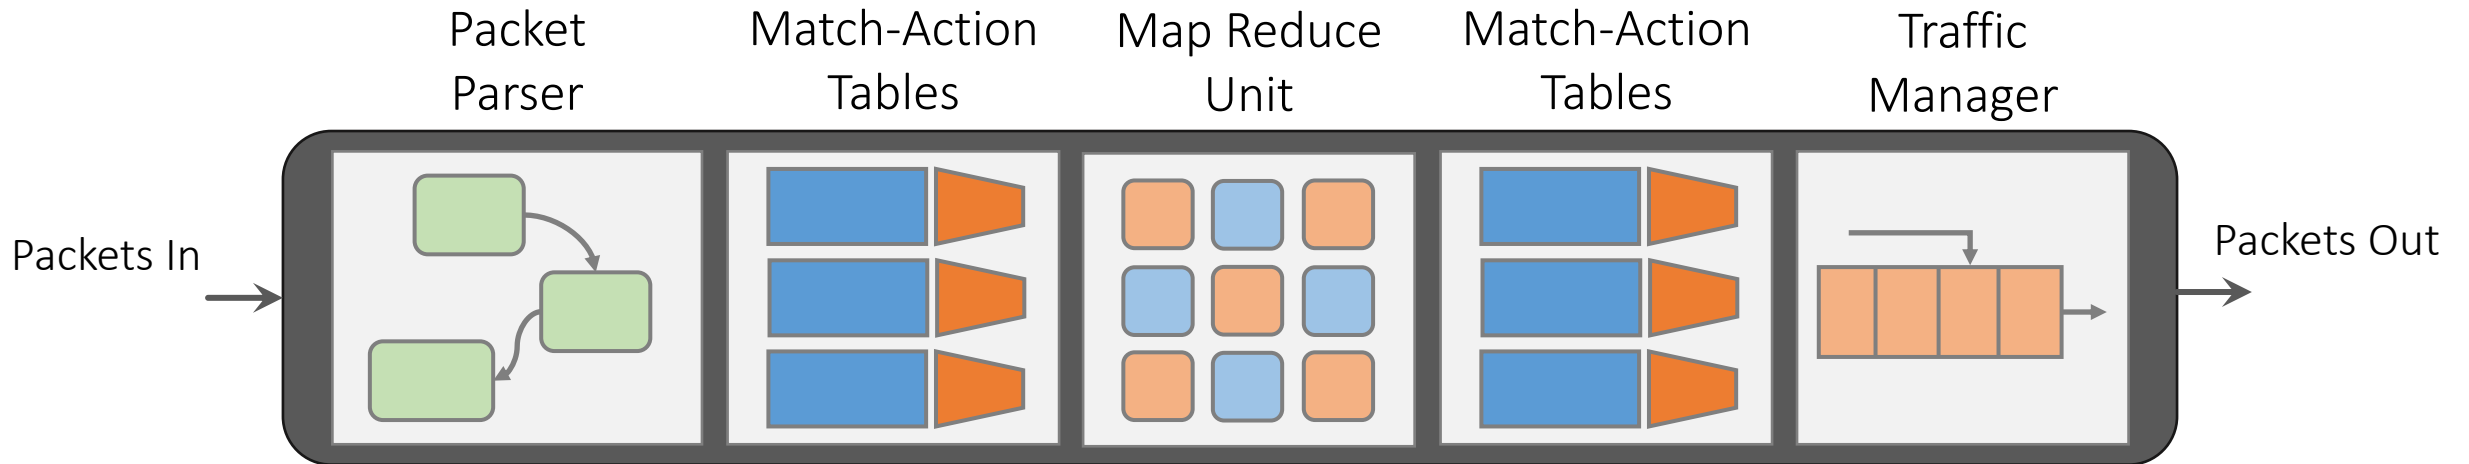 Packet
Parser
Match-Action
Tables
Map Reduce
Unit
Match-Action
Tables
Traffic
Manager
Packets In
Packets Out